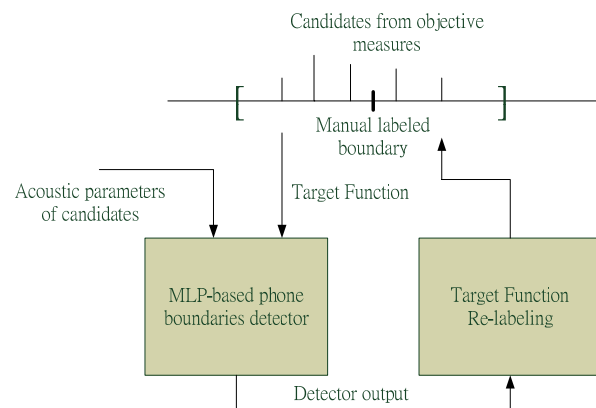 Candidates from objective
measures
Manual labeled
boundary
Acoustic parameters
of candidates
Target Function
MLP-based phone
boundaries detector
Target Function
Re-labeling
Detector output